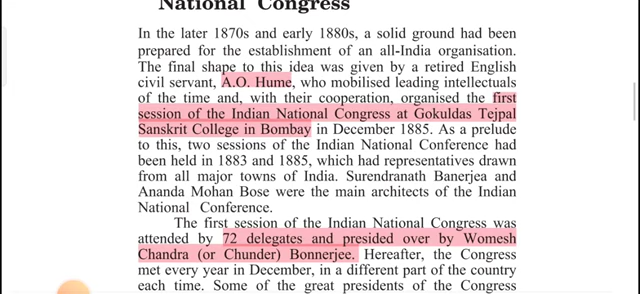 National Congress
In the later 1870s and early 1880s, a solid ground had been
prepared for the establishment of an all-India organisation.
The final shape to this idea was given by a retired English
civil servant, A.O. Hume, who mobilised leading intellectuals
of the time and, with their cooperation, organised the first
session of the Indian National Congress at Gokuldas Tejpal
Sanskrit College in Bombay in December 1885. As a prelude
to this, two sessions of the Indian National Conference had
been held in 1883 and 1885, which had representatives drawn
from all major towns of India. Surendranath Banerjea and
Ananda Mohan Bose were the main architects of the Indian
National Conference.
The first session of the Indian National Congress was
attended by 72 delegates and presided over by Womesh
Chandra (or Chunder) Bonnerjee. Hereafter, the Congress
met every year in December, in a different part of the country
each time. Some of the great presidents of the Congress